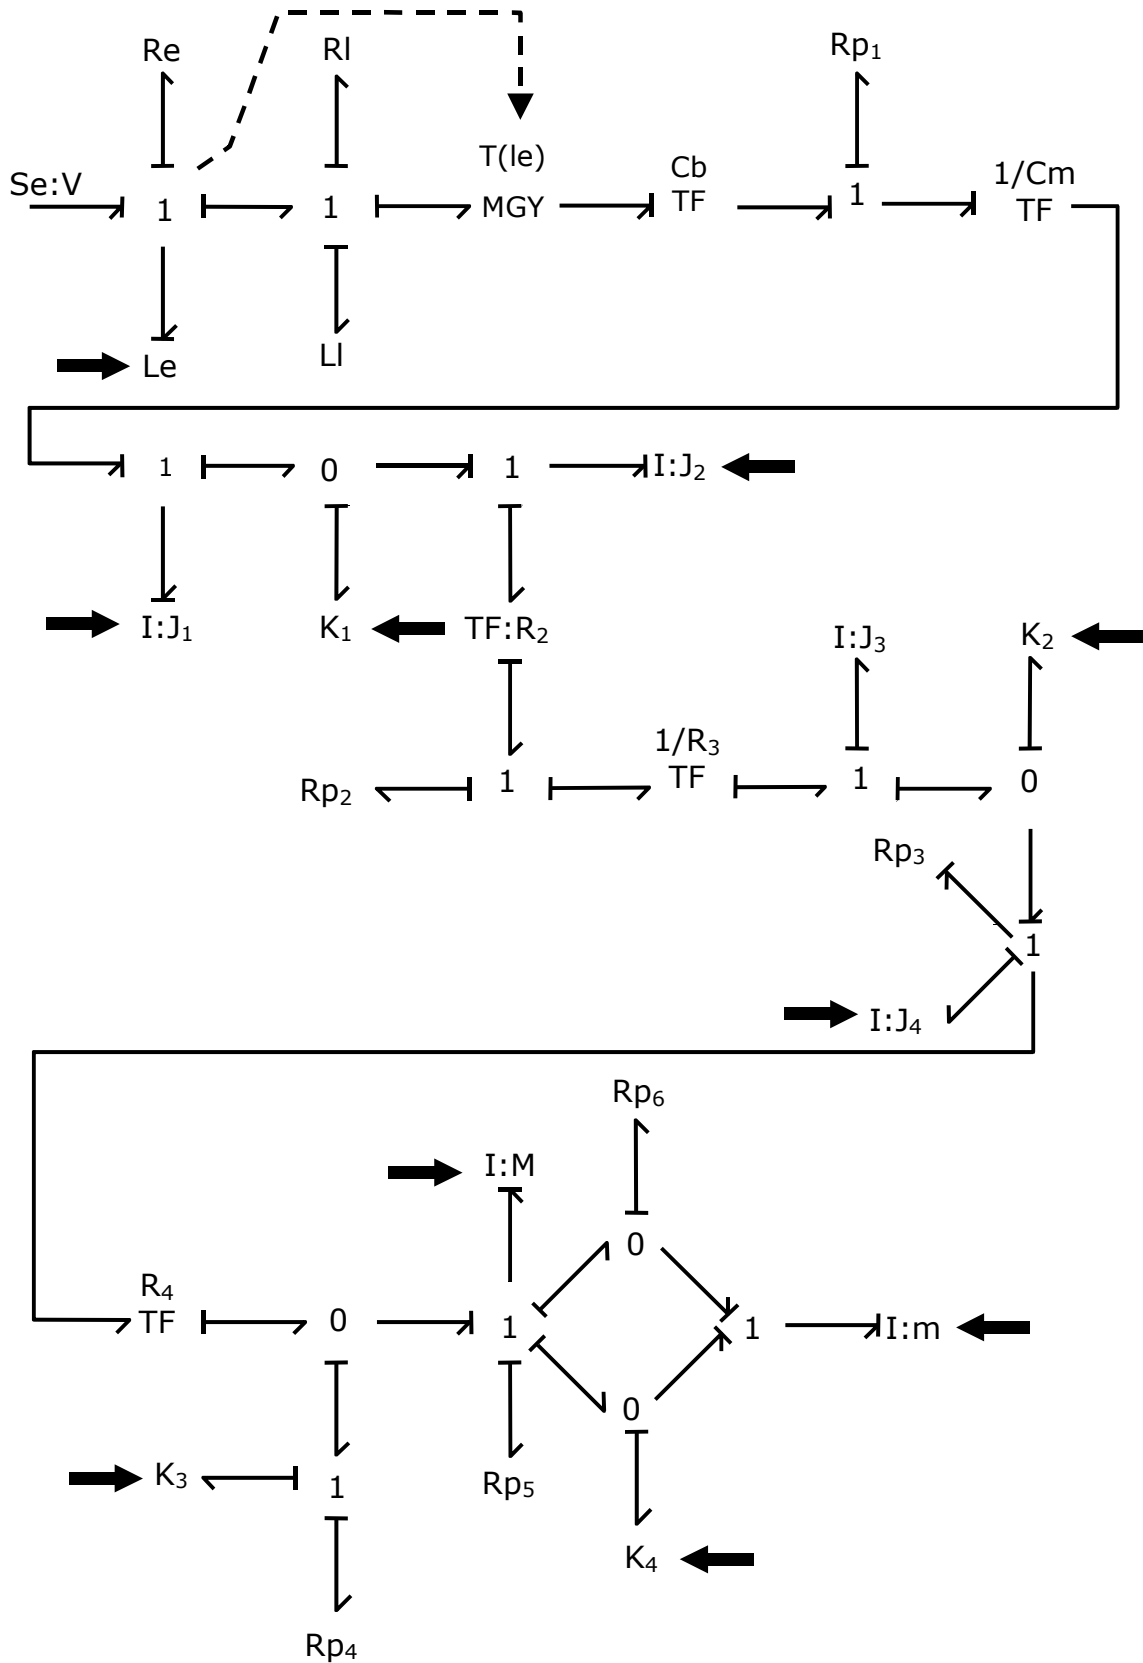 Re
Rl
Rp1
T(le)
Cb
1/Cm
Se:V
1
1
MGY
TF
1
TF
Le
Ll
1
0
1
I:J2
I:J1
K1
TF:R2
I:J3
K2
1/R3
Rp2
1
TF
1
0
Rp3
1
I:J4
Rp6
I:M
0
R4
TF
0
1
1
I:m
0
K3
1
Rp5
K4
Rp4